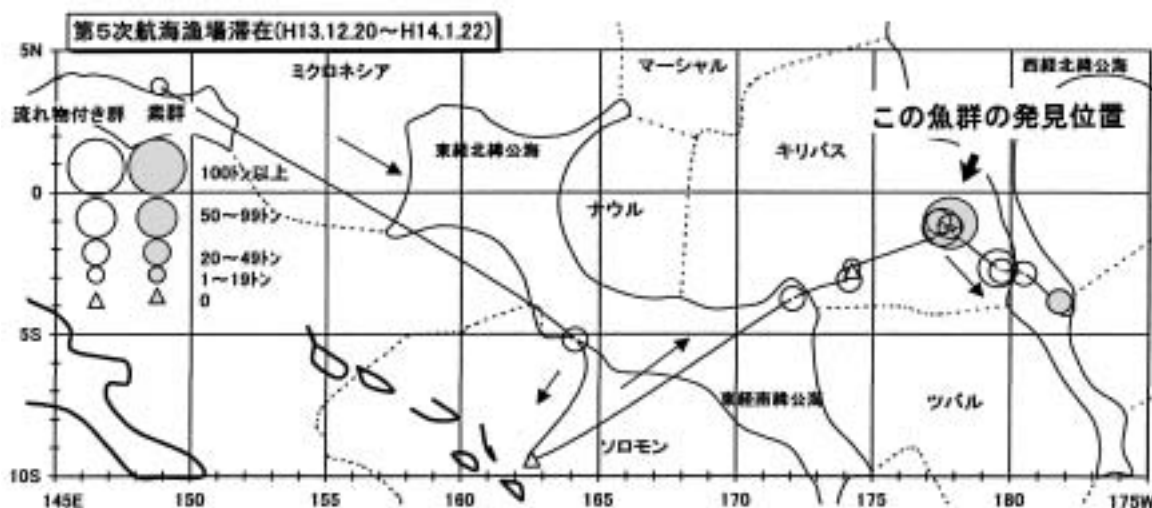 第5次航海漁場滞在(H13.12.20～H14.1.22)
5N
ミクロネシア
マーシャル
西経北緯公海
流れ物付き群
素群
この魚群の発見位置
東経北緯公海
キリバス
100トン以上
0
ナウル
50～99トン
20～49トン
1～19トン
0
5S
東経南緯公海
ツバル
ソロモン
10S
145E
150
155
160
165
170
175
180
175W